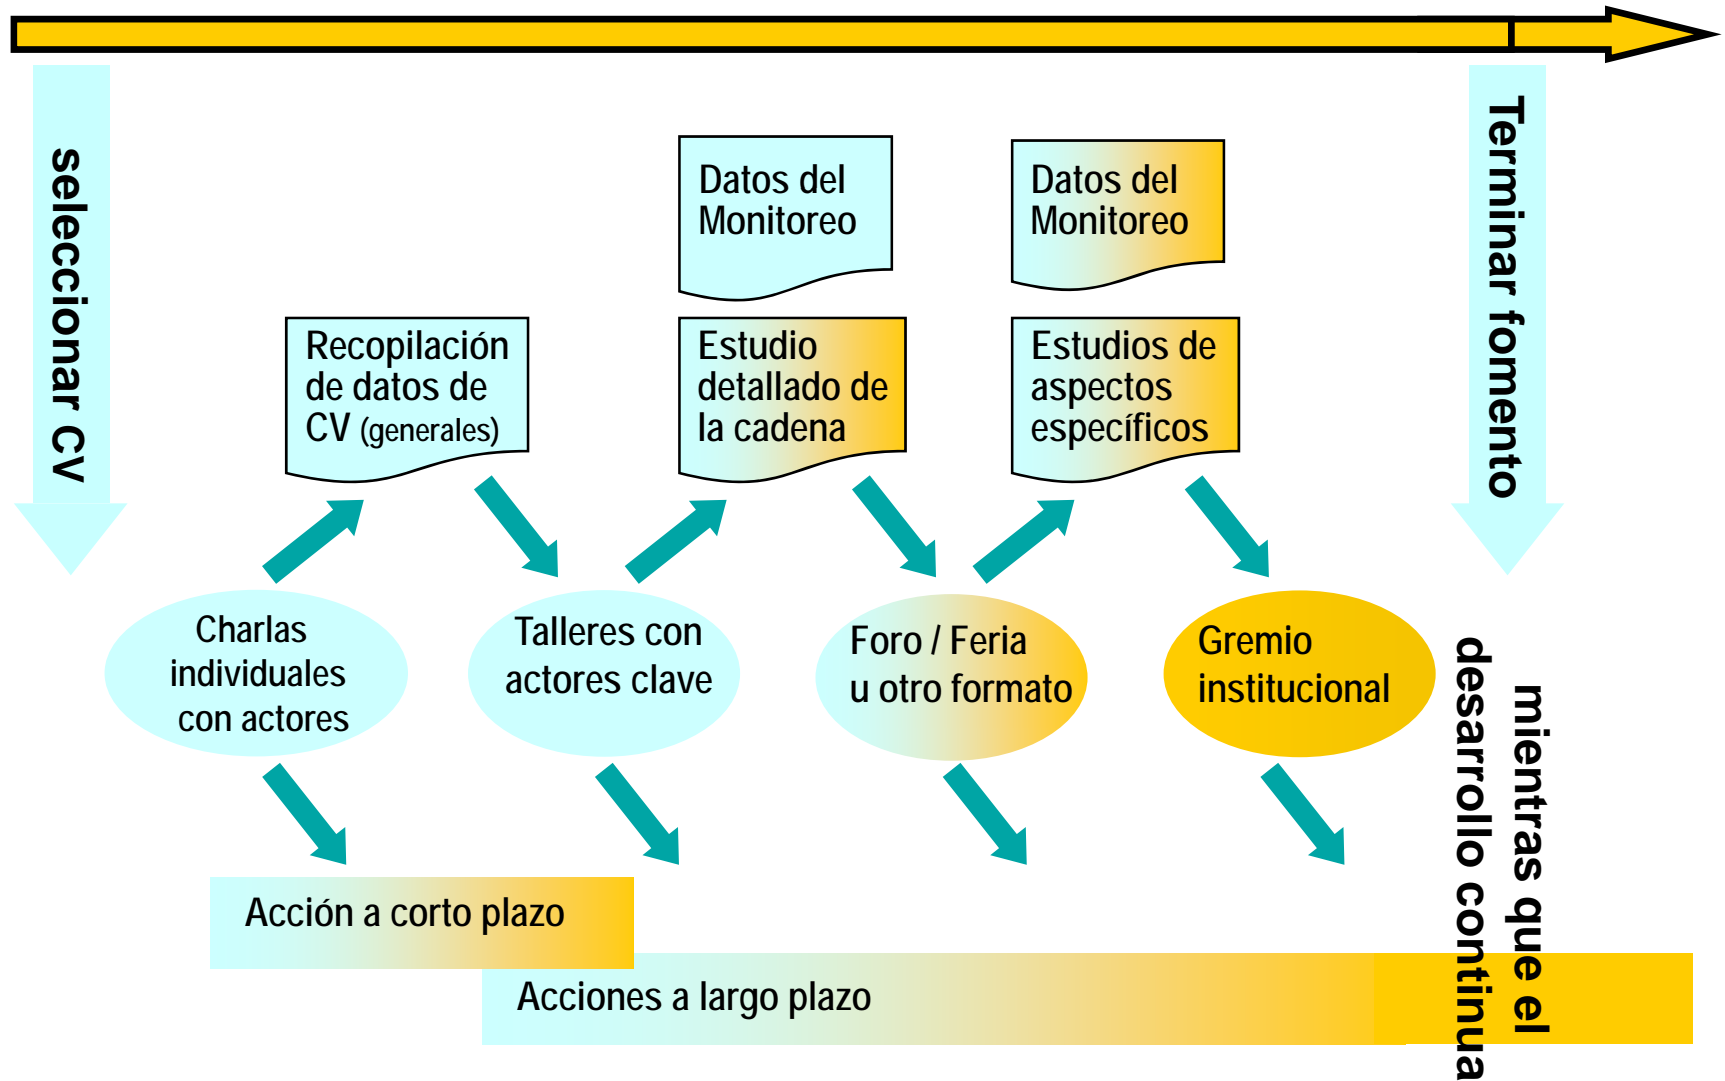 seleccionar CV
Datos del
Monitoreo
Datos del
Monitoreo
Terminar fomento
Recopilación
de datos de
CV (generales)
Estudio
detallado de
la cadena
Estudios de
aspectos
específicos
Charlas
individuales
con actores
Talleres con
actores clave
Foro / Feria
u otro formato
Gremio
institucional
mientras que el
desarrollo continua
Acción a corto plazo
Acciones a largo plazo